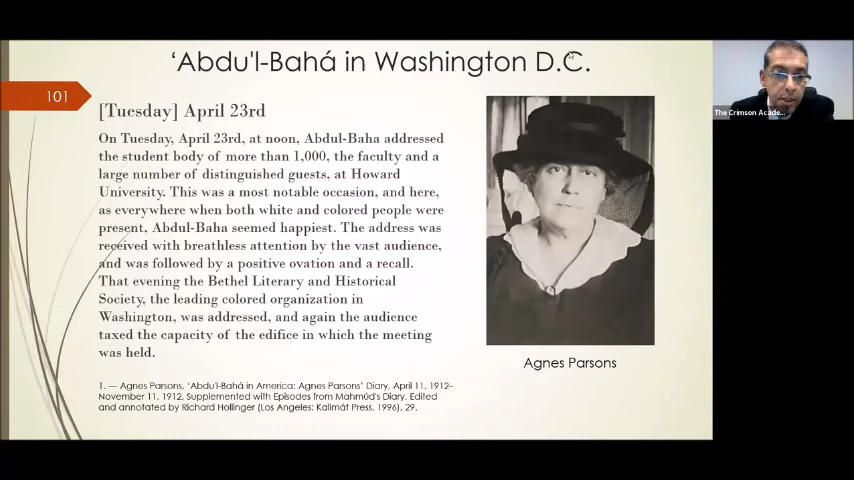 ‘Abdu'l-Bahá in Washington D.C.
101
[Tuesday] April 23rd
On Tuesday, April 23rd, at noon, Abdul-Baha addressed
the student body of more than 1,000, the faculty and a
large number of distinguished guests, at Howard
University. This was a most notable occasion, and here,
as everywhere when both white and colored people were
present, Abdul-Baha seemed happiest. The address was
received with breathless attention by the vast audience,
and was followed by a positive ovation and a recall.
That evening the Bethel Literary and Historical
Society, the leading colored organization in
Washington, was addressed, and again the audience
taxed the capacity of the edifice in which the meeting
was held.
1. — Agnes Parsons, ‘Abdu'l-Bahá in America: Agnes Parsons’ Diary, April 11, 1912–
November 11, 1912, Supplemented with Episodes from Mahmúd's Diary. Edited
and annotated by Richard Hollinger (Los Angeles: Kalimát Press, 1996), 29.
Agnes Parsons
The Crimson Acade...